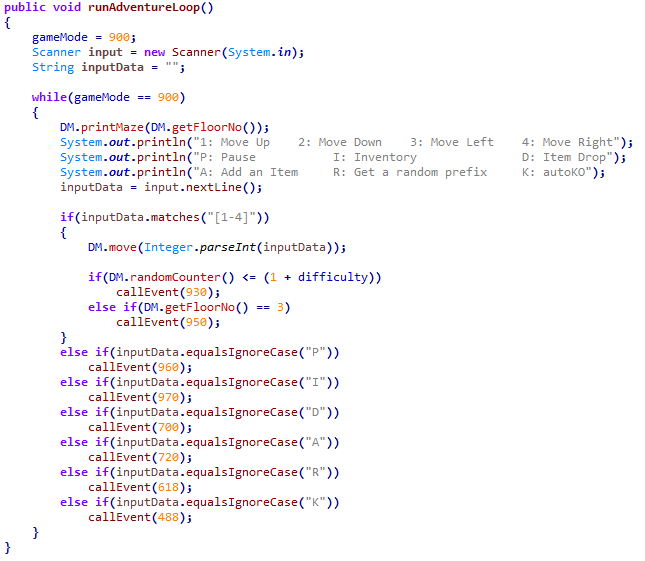 public void runAdventureLoop()
{
    gameMode = 900;
    Scanner input = new Scanner(System.in);
    String inputData = "";

    while(gameMode == 900)
    {
        DM.printMaze(DM.getFloorNo());
        System.out.println("1: Move Up    2: Move Down    3: Move Left    4: Move Right");
        System.out.println("P: Pause               I: Inventory               D: Item Drop");
        System.out.println("A: Add an Item     R: Get a random prefix     K: autoKO");
        inputData = input.nextLine();

        if(inputData.matches("[1-4]"))
        {
            DM.move(Integer.parseInt(inputData));

            if(DM.randomCounter() <= (1 + difficulty))
                callEvent(930);
            else if(DM.getFloorNo() == 3)
                callEvent(950);
        }
        else if(inputData.equalsIgnoreCase("P"))
            callEvent(960);
        else if(inputData.equalsIgnoreCase("I"))
            callEvent(970);
        else if(inputData.equalsIgnoreCase("D"))
            callEvent(700);
        else if(inputData.equalsIgnoreCase("A"))
            callEvent(720);
        else if(inputData.equalsIgnoreCase("R"))
            callEvent(618);
        else if(inputData.equalsIgnoreCase("K"))
            callEvent(488);
    }
}